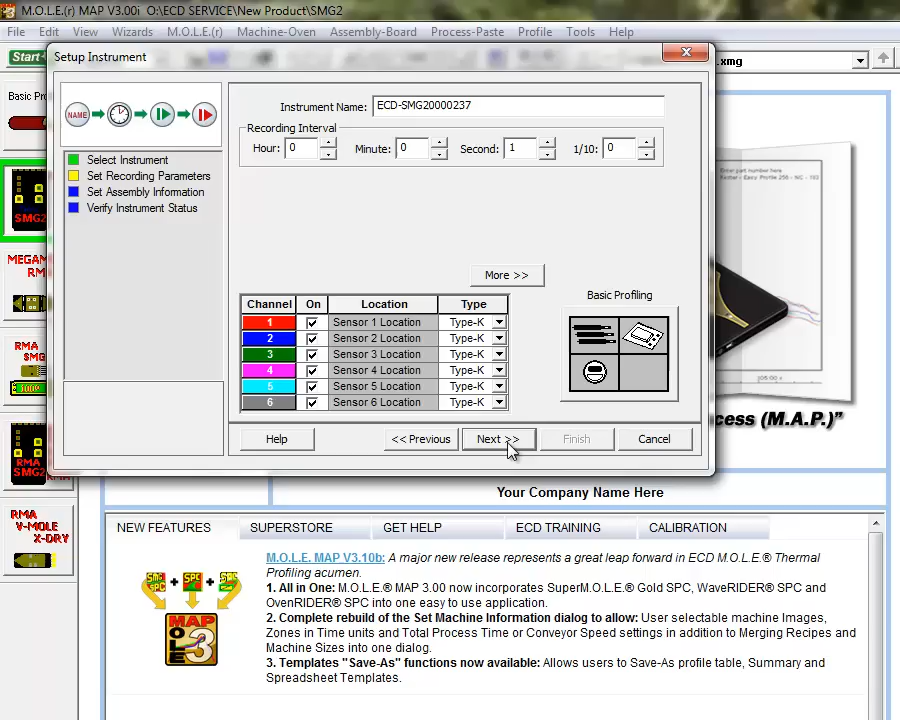 M.O.L.E.(r) MAP V3.00i O:\ECD SERVICE\New Product\SMG2
File Edit View Wizards M.O.L.E.(r) Machine-Oven Assembly-Board Process-Paste Profile Tools Help
Start
.xmg
Setup Instrument
NAME
Select Instrument
Set Recording Parameters
Set Assembly Information
Verify Instrument Status
Instrument Name: ECD-SMG20000237
Recording Interval
Hour: 0 Minute: 0 Second: 1 1/10: 0
More >>
Basic Profiling
Channel On Location Type
1 Sensor 1 Location Type-K
2 Sensor 2 Location Type-K
3 Sensor 3 Location Type-K
4 Sensor 4 Location Type-K
5 Sensor 5 Location Type-K
6 Sensor 6 Location Type-K
Help << Previous Next >> Finish Cancel
Basic Pr
SMG2
MEGAM
RM
RMA
SMG
RMA
SMG2
RMA
V-MOLE
X-DRY
cess (M.A.P.)”
Your Company Name Here
NEW FEATURES SUPERSTORE GET HELP ECD TRAINING CALIBRATION
M.O.L.E. MAP V3.10b: A major new release represents a great leap forward in ECD M.O.L.E.® Thermal
Profiling acumen.
1. All in One: M.O.L.E.® MAP 3.00 now incorporates SuperM.O.L.E.® Gold SPC, WaveRIDER® SPC and
OvenRIDER® SPC into one easy to use application.
2. Complete rebuild of the Set Machine Information dialog to allow: User selectable machine Images,
Zones in Time units and Total Process Time or Conveyor Speed settings in addition to Merging Recipes and
Machine Sizes into one dialog.
3. Templates "Save-As" functions now available: Allows users to Save-As profile table, Summary and
Spreadsheet Templates.
SPC
MAP
MOLE
3